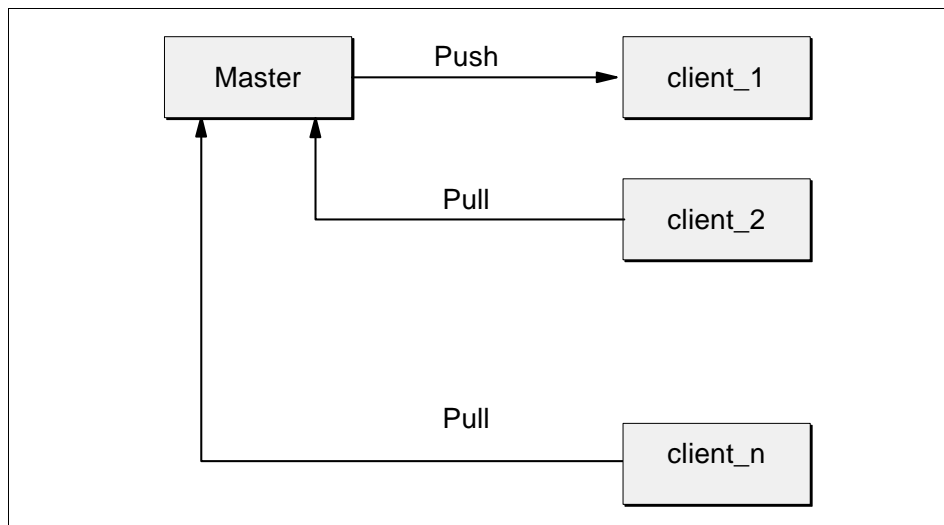 Master
Push
client_1
Pull
client_2
Pull
client_n